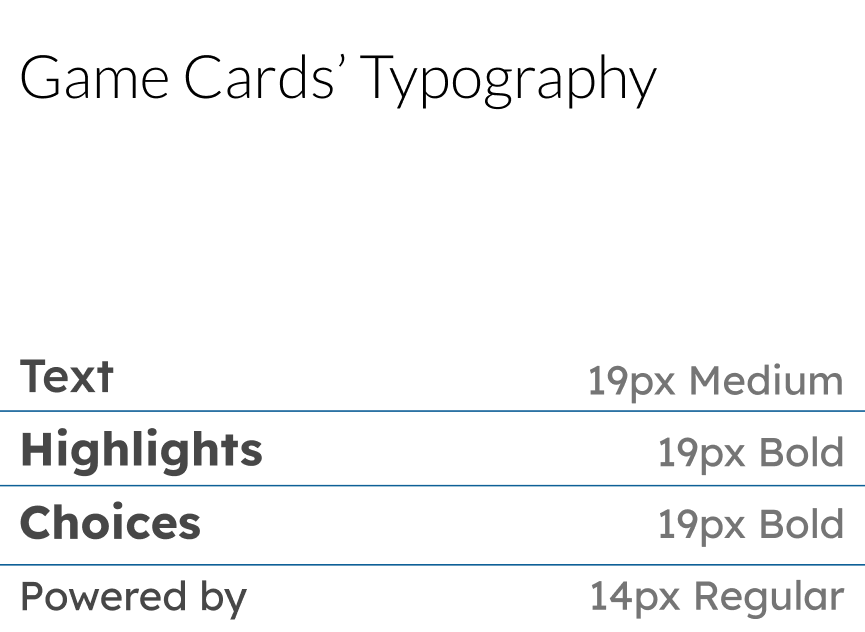 Game Cards’ Typography
Text 19px Medium
Highlights 19px Bold
Choices 19px Bold
Powered by 14px Regular